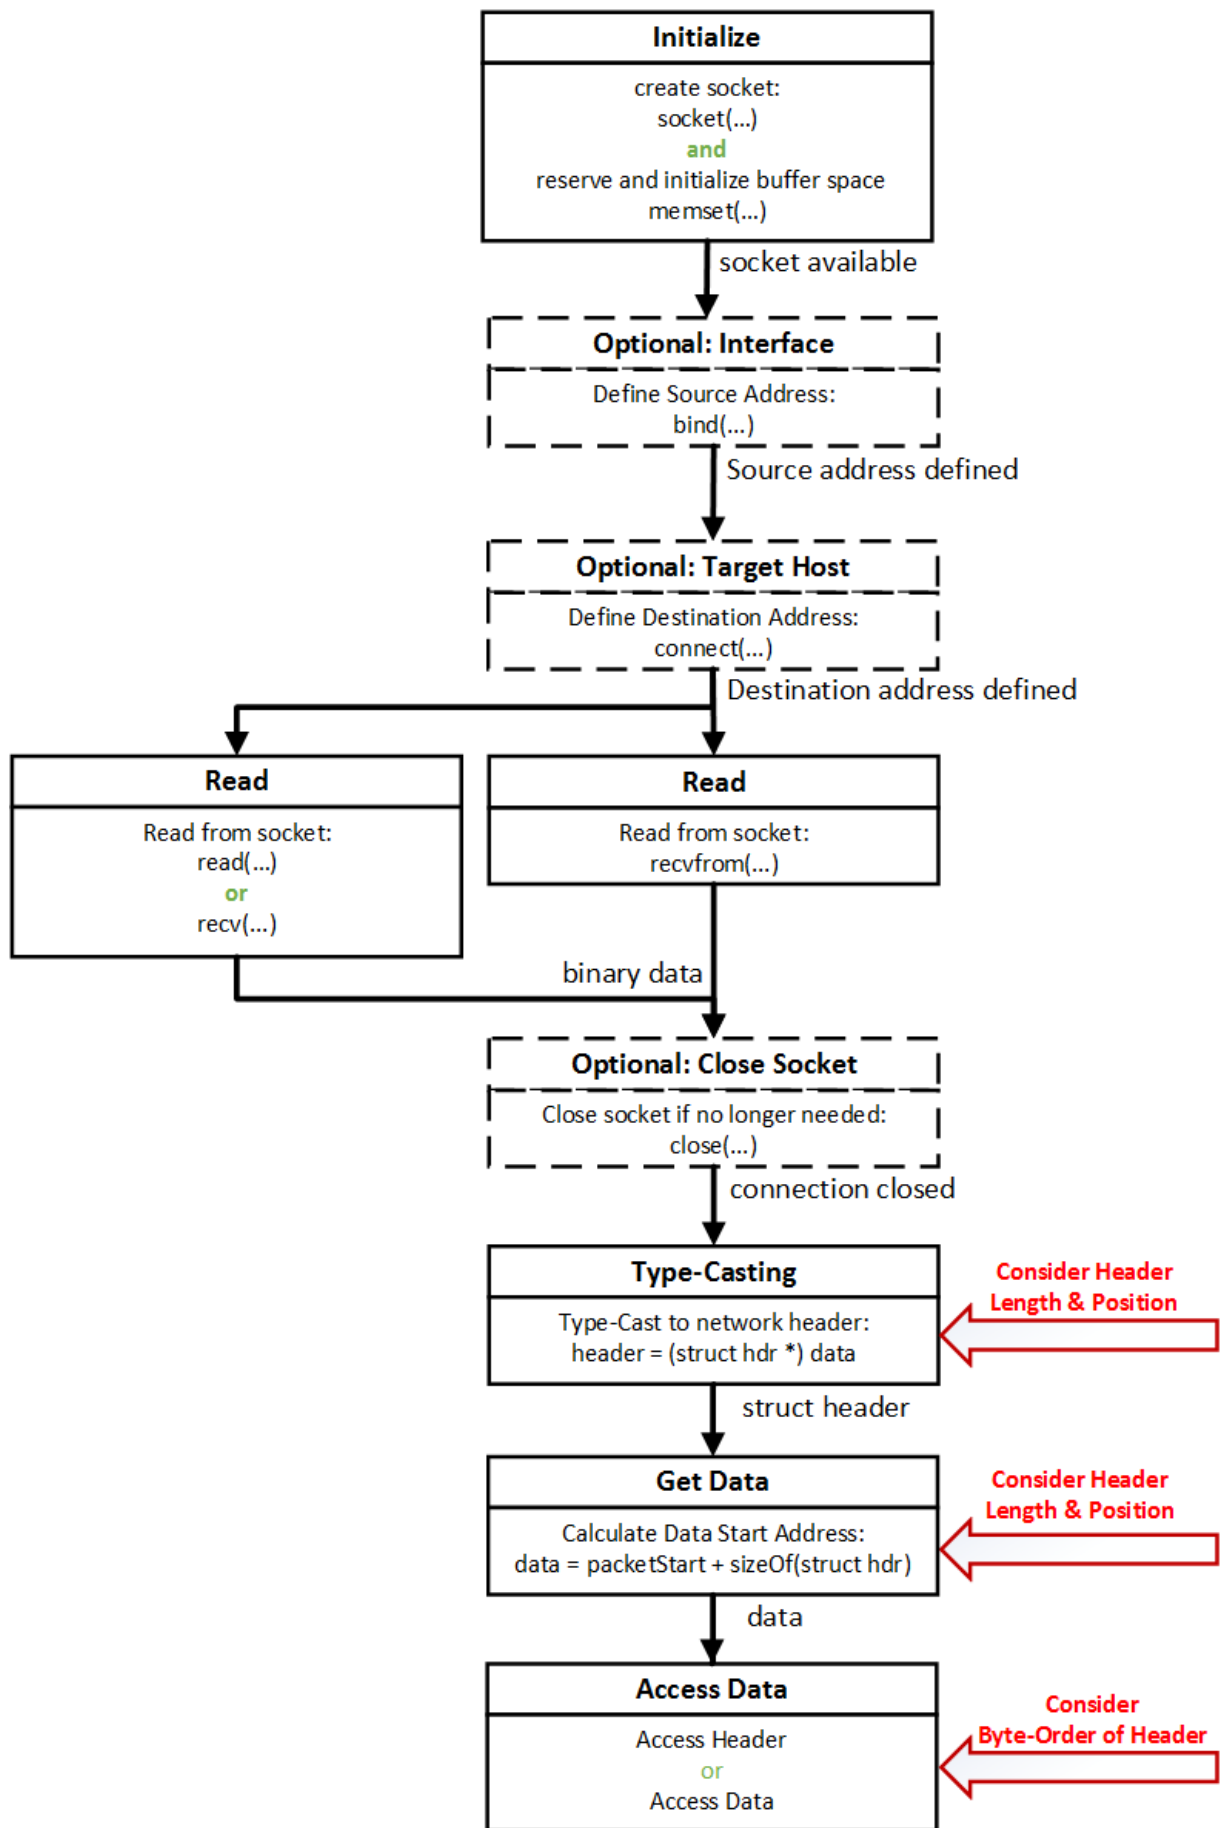 Initialize
create socket:
socket(...)
and
reserve and initialize buffer space
memset(...)
socket available
Optional: Interface
Define Source Address:
bind(...)
Source address defined
Optional: Target Host
Define Destination Address:
connect(...)
Destination address defined
Read
Read from socket:
read(...)
or
recv(...)
Read
Read from socket:
recvfrom(...)
binary data
Optional: Close Socket
Close socket if no longer needed:
close(...)
connection closed
Type-Casting
Type-Cast to network header:
header = (struct hdr *) data
Consider Header
Length & Position
struct header
Get Data
Calculate Data Start Address:
data = packetStart + sizeOf(struct hdr)
Consider Header
Length & Position
data
Access Data
Access Header
or
Access Data
Consider
Byte-Order of Header